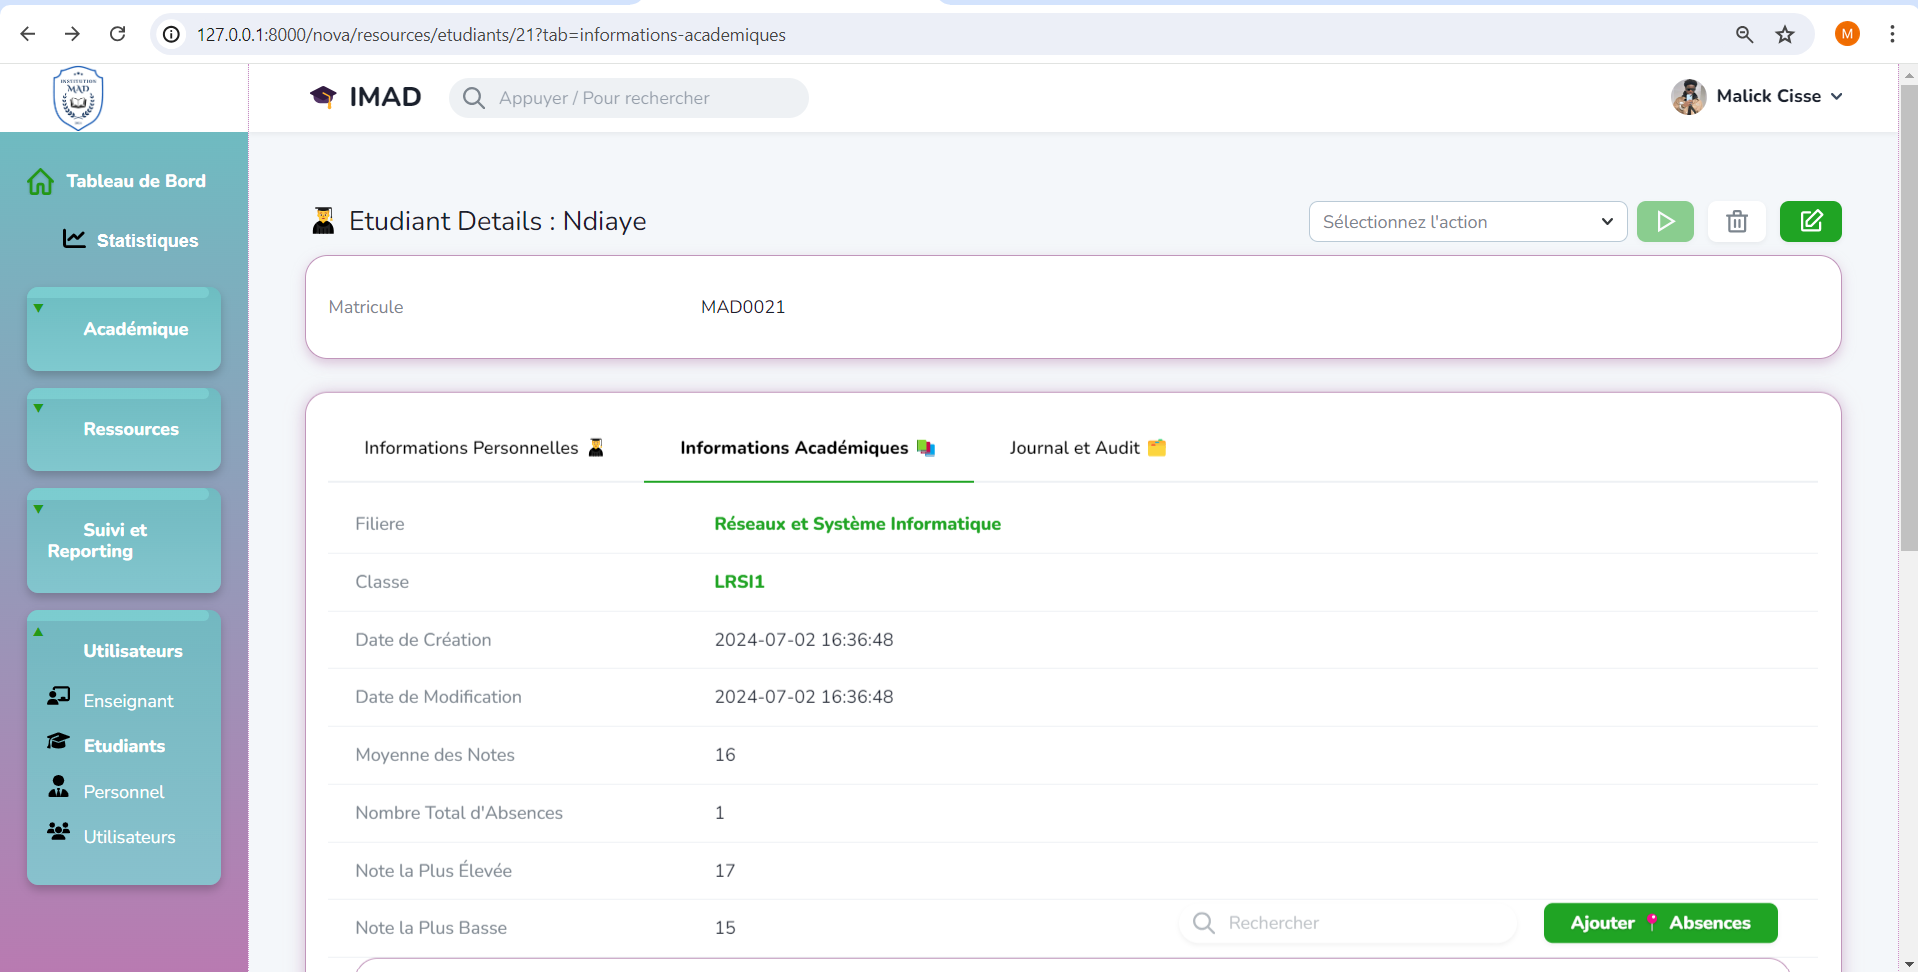 127.0.0.1:8000/nova/resources/etudiants/21?tab=informations-academiques
M
INSTITUTION
MAD
IMAD
Appuyer / Pour rechercher
Malick Cisse
Tableau de Bord
Statistiques
Académique
Ressources
Suivi et
Reporting
Utilisateurs
Enseignant
Etudiants
Personnel
Utilisateurs
Etudiant Details : Ndiaye
Sélectionnez l'action
Matricule MAD0021
Informations Personnelles Informations Académiques Journal et Audit
Filiere Réseaux et Système Informatique
Classe LRSI1
Date de Création 2024-07-02 16:36:48
Date de Modification 2024-07-02 16:36:48
Moyenne des Notes 16
Nombre Total d'Absences 1
Note la Plus Élevée 17
Note la Plus Basse 15
Rechercher
Ajouter Absences